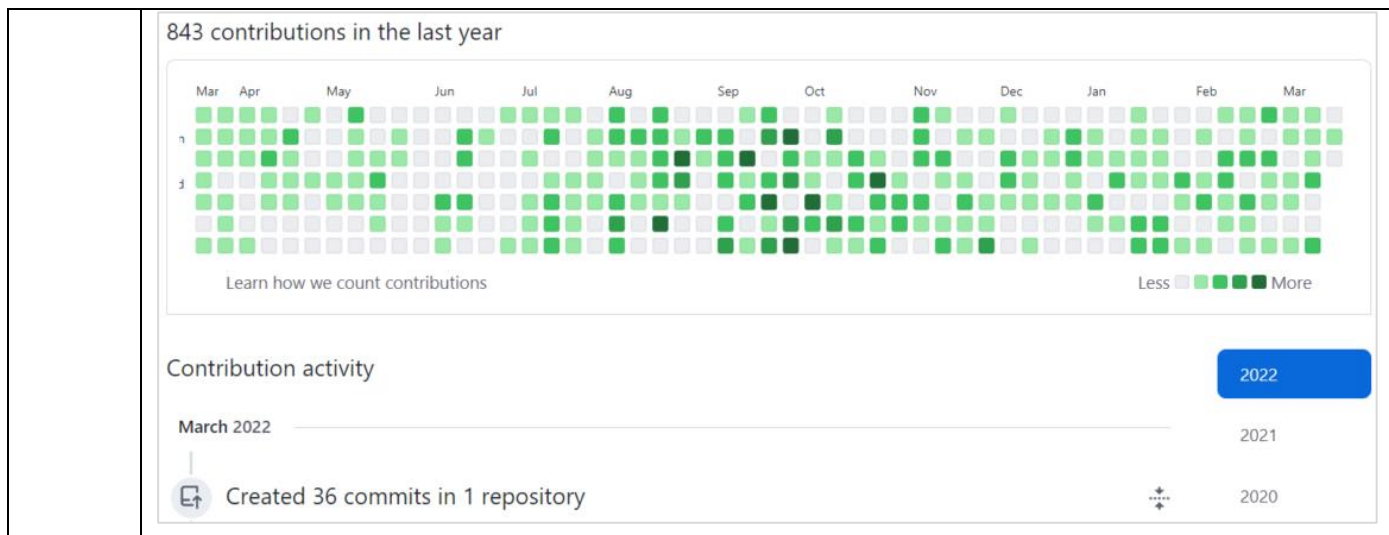 843 contributions in the last year
Mar Apr May Jun Jul Aug Sep Oct Nov Dec Jan Feb Mar
n
d
Learn how we count contributions
Less More
Contribution activity
2022
March 2022
2021
Created 36 commits in 1 repository
2020